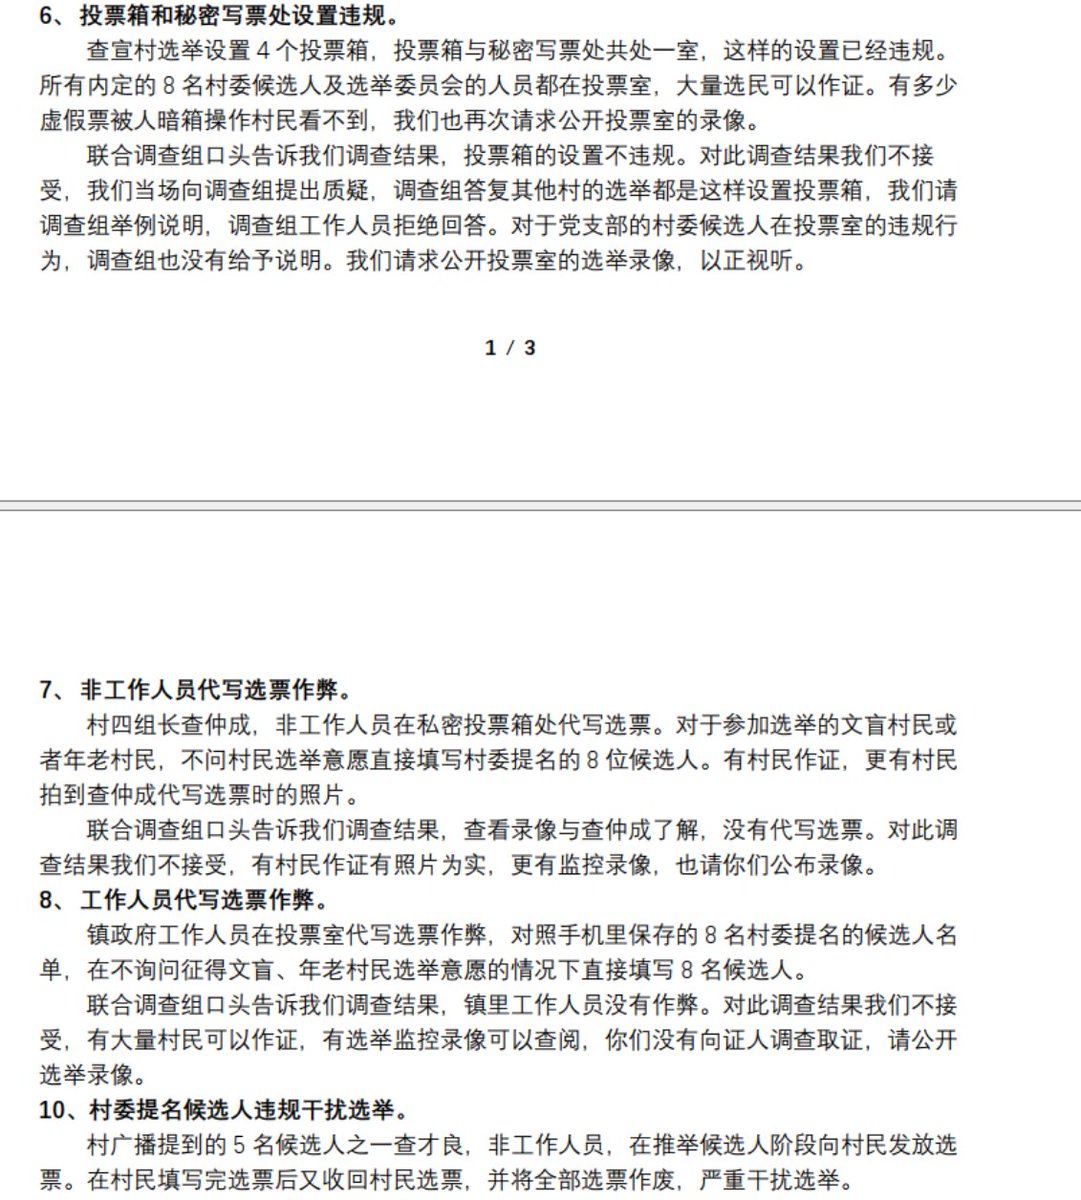 6、 投票箱和秘密写票处设置违规。
查宣村选举设置 4 个投票箱，投票箱与秘密写票处共处一室，这样的设置已经违规。
所有内定的 8 名村委候选人及选举委员会的人员都在投票室，大量选民可以作证。有多少
虚假票被人暗箱操作村民看不到，我们也再次请求公开投票室的录像。
联合调查组口头告诉我们调查结果，投票箱的设置不违规。对此调查结果我们不接
受，我们当场向调查组提出质疑，调查组答复其他村的选举都是这样设置投票箱，我们请
调查组举例说明，调查组工作人员拒绝回答。对于党支部的村委候选人在投票室的违规行
为，调查组也没有给予说明。我们请求公开投票室的选举录像，以正视听。
1 / 3
7、 非工作人员代写选票作弊。
村四组长查仲成，非工作人员在私密投票箱处代写选票。对于参加选举的文盲村民或
者年老村民，不问村民选举意愿直接填写村委提名的 8 位候选人。有村民作证，更有村民
拍到查仲成代写选票时的照片。
联合调查组口头告诉我们调查结果，查看录像与查仲成了解，没有代写选票。对此调
查结果我们不接受，有村民作证有照片为实，更有监控录像，也请你们公布录像。
8、 工作人员代写选票作弊。
镇政府工作人员在投票室代写选票作弊，对照手机里保存的 8 名村委提名的候选人名
单，在不询问征得文盲、年老村民选举意愿的情况下直接填写 8 名候选人。
联合调查组口头告诉我们调查结果，镇里工作人员没有作弊。对此调查结果我们不接
受，有大量村民可以作证，有选举监控录像可以查阅，你们没有向证人调查取证，请公开
选举录像。
10、村委提名候选人违规干扰选举。
村广播提到的 5 名候选人之一查才良，非工作人员，在推举候选人阶段向村民发放选
票。在村民填写完选票后又收回村民选票，并将全部选票作废，严重干扰选举。